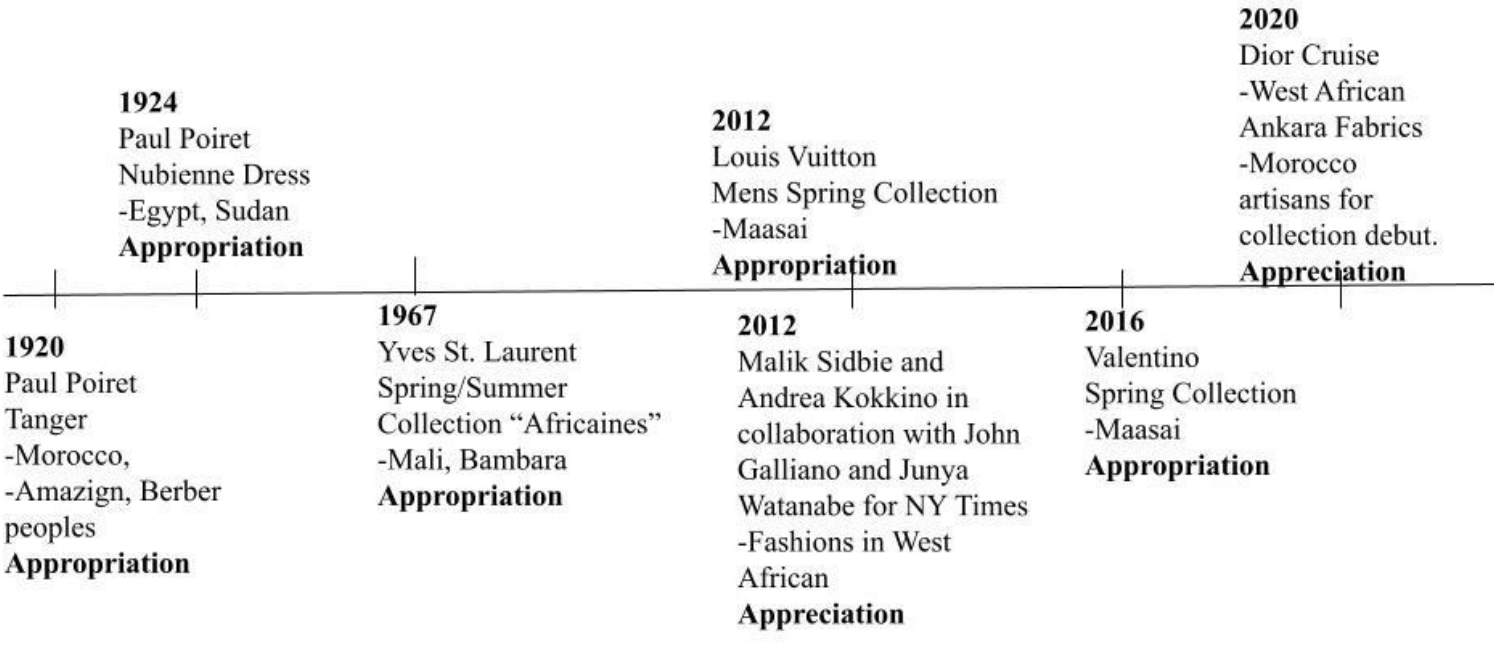 1920
Paul Poiret
Tanger
-Morocco,
-Amazign, Berber
peoples
Appropriation
1924
Paul Poiret
Nubienne Dress
-Egypt, Sudan
Appropriation
1967
Yves St. Laurent
Spring/Summer
Collection “Africaines”
-Mali, Bambara
Appropriation
2012
Louis Vuitton
Mens Spring Collection
-Maasai
Appropriation
2012
Malik Sidbie and
Andrea Kokkino in
collaboration with John
Galliano and Junya
Watanabe for NY Times
-Fashions in West
African
Appreciation
2016
Valentino
Spring Collection
-Maasai
Appropriation
2020
Dior Cruise
-West African
Ankara Fabrics
-Morocco
artisans for
collection debut.
Appreciation